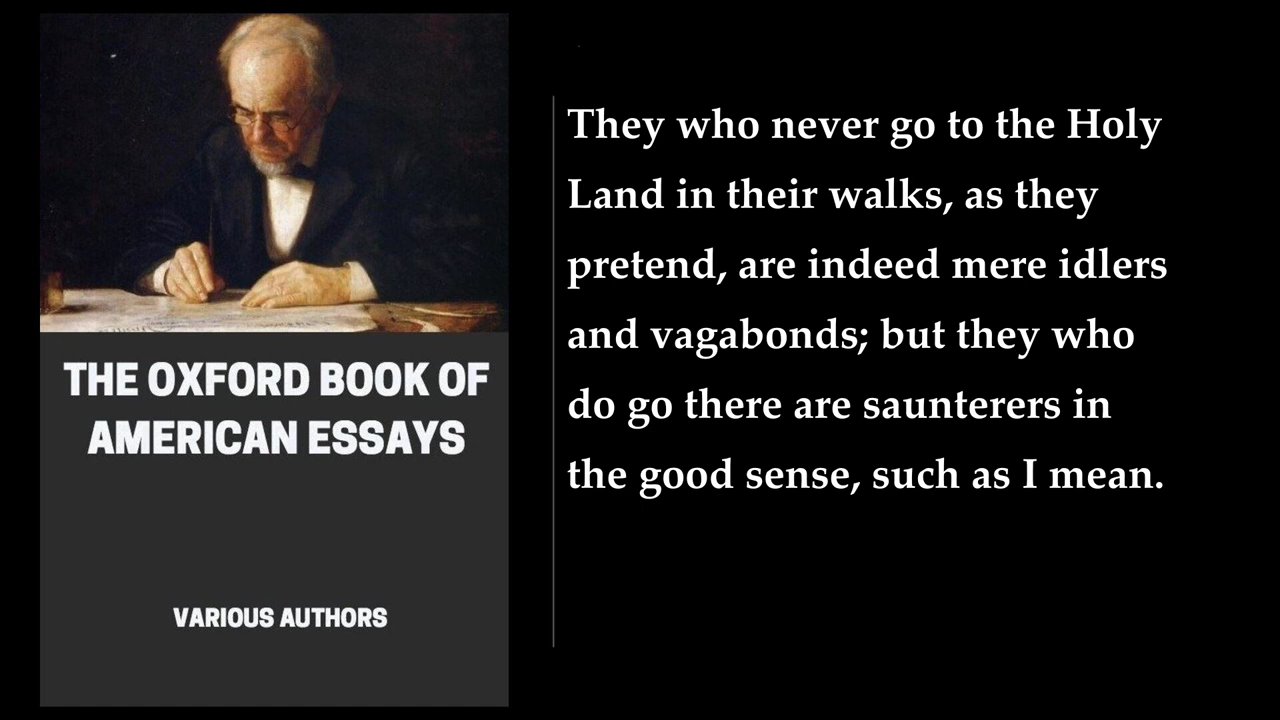 THE OXFORD BOOK OF
AMERICAN ESSAYS
VARIOUS AUTHORS
They who never go to the Holy
Land in their walks, as they
pretend, are indeed mere idlers
and vagabonds; but they who
do go there are saunterers in
the good sense, such as I mean.